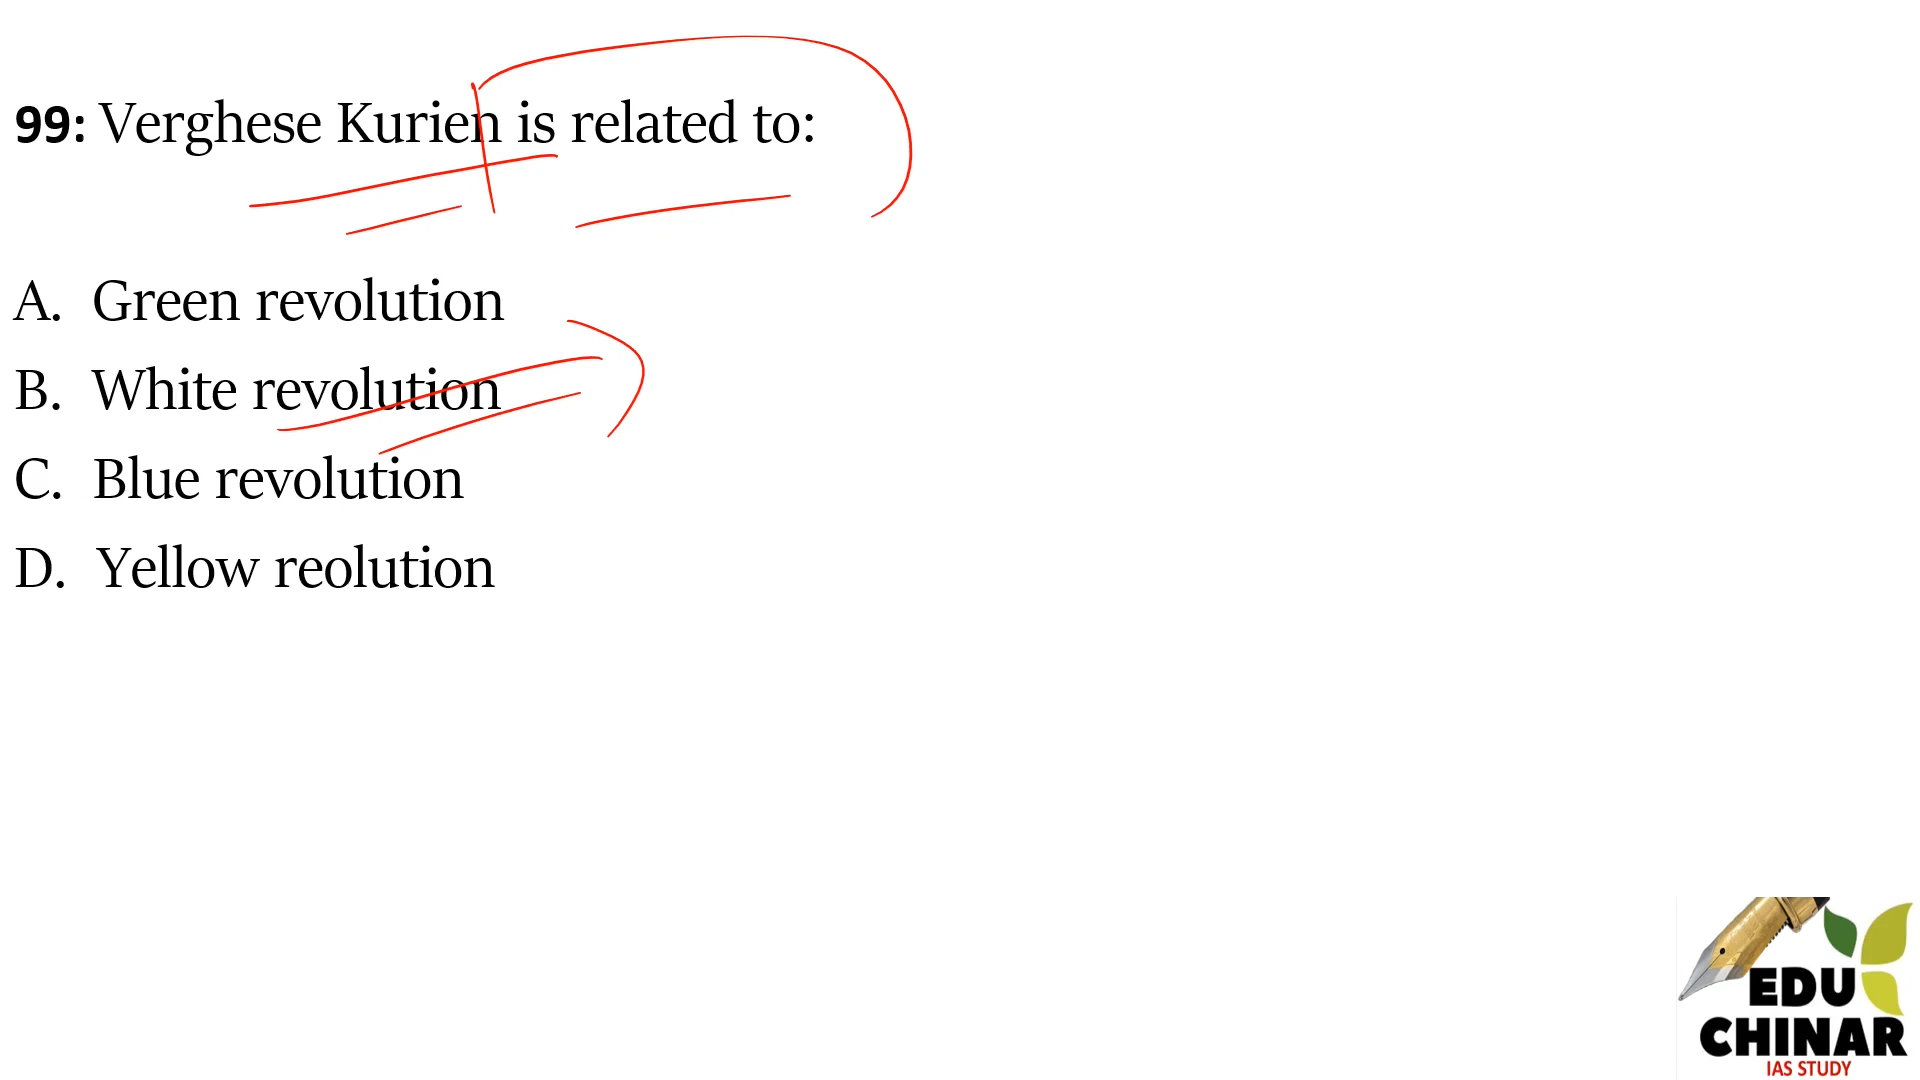 99: Verghese Kurien is related to:
A. Green revolution
B. White revolution
C. Blue revolution
D. Yellow reolution
EDU
CHINAR
IAS STUDY